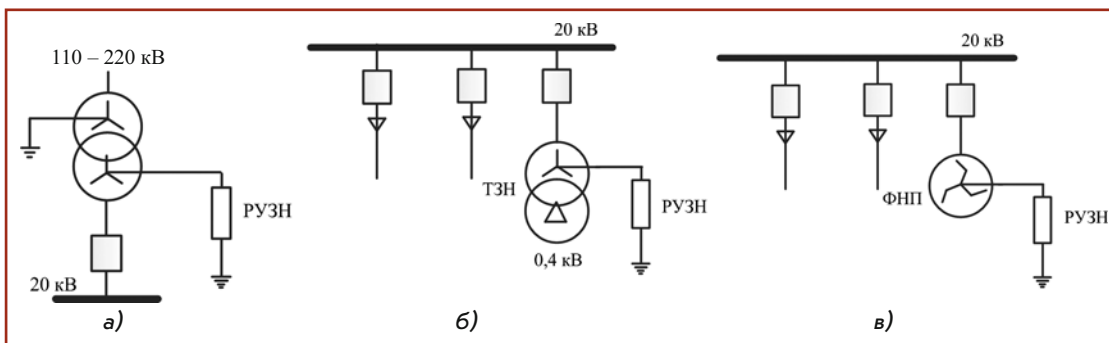 110 – 220 кВ
РУЗН
20 кВ
а)
20 кВ
ТЗН
РУЗН
0,4 кВ
б)
20 кВ
ФНП
РУЗН
в)